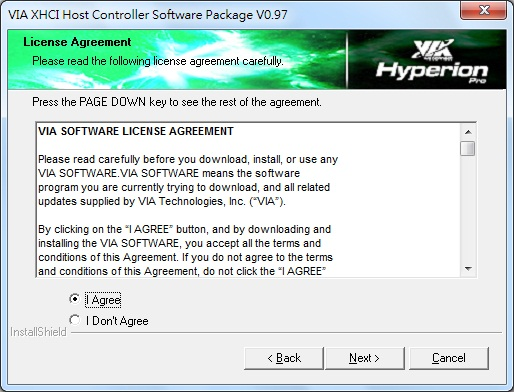 VIA XHCI Host Controller Software Package V0.97
License Agreement
Please read the following license agreement carefully.
VIA
Hyperion
Pro
Press the PAGE DOWN key to see the rest of the agreement.
VIA SOFTWARE LICENSE AGREEMENT
Please read carefully before you download, install, or use any
VIA SOFTWARE.VIA SOFTWARE means the software
program you are currently trying to download, and all related
updates supplied by VIA Technologies, Inc. (“VIA”).
By clicking on the “I AGREE” button, and by downloading and
installing the VIA SOFTWARE, you accept all the terms and
conditions of this Agreement. If you do not agree to the terms
and conditions of this Agreement, do not click the “I AGREE”
I Agree
I Don't Agree
InstallShield
< Back
Next >
Cancel